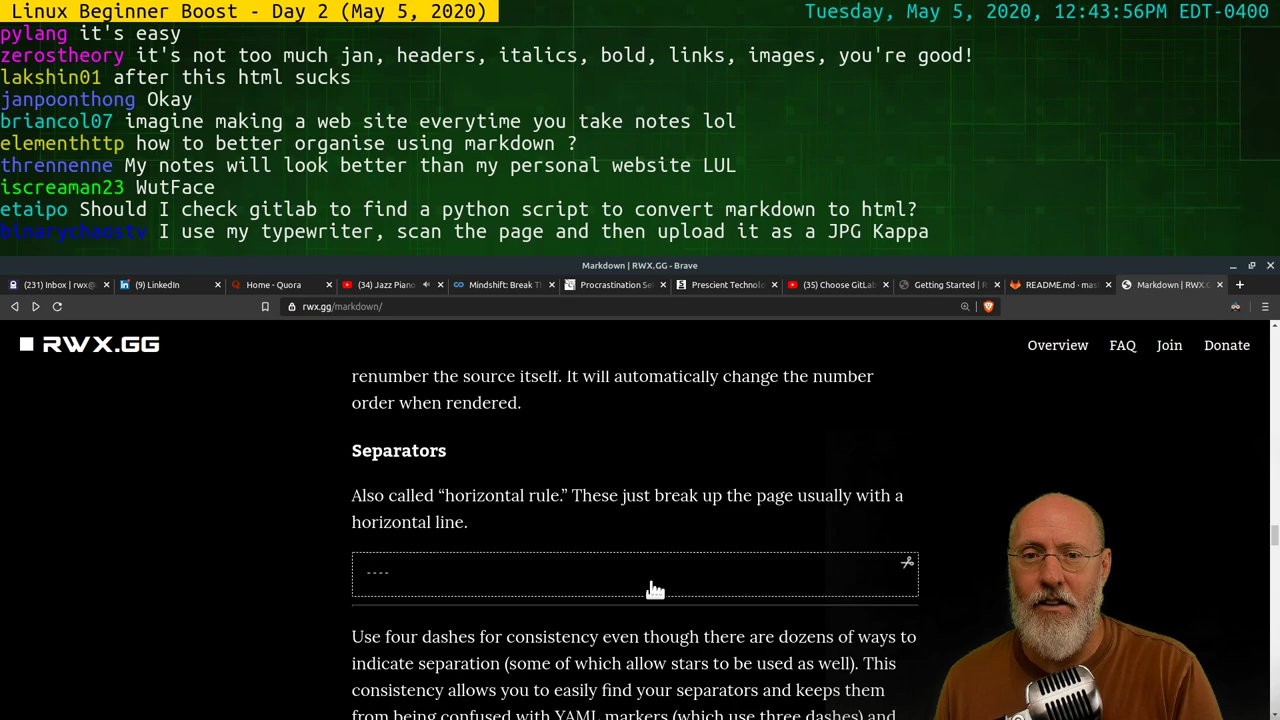 Linux Beginner Boost - Day 2 (May 5, 2020)
Tuesday, May 5, 2020, 12:43:56PM EDT-0400
pylang it's easy
zerostheory it's not too much jan, headers, italics, bold, links, images, you're good!
lakshin01 after this html sucks
janpoonthong Okay
briancol07 imagine making a web site everytime you take notes lol
elementhttp how to better organise using markdown ?
threnenne My notes will look better than my personal website LUL
iscreaman23 WutFace
etaipo Should I check gitlab to find a python script to convert markdown to html?
binarychaostv I use my typewriter, scan the page and then upload it as a JPG Kappa
Markdown | RWX.GG - Brave
(231) Inbox | rwx@
(9) LinkedIn
Home - Quora
(34) Jazz Piano
Mindshift: Break T
Procrastination Se
Prescient Technolo
(35) Choose GitLab
Getting Started | R
README.md · mast
Markdown | RWX.G
rwx.gg/markdown/
RWX.GG
Overview FAQ Join Donate
renumber the source itself. It will automatically change the number
order when rendered.
Separators
Also called “horizontal rule.” These just break up the page usually with a
horizontal line.
----
Use four dashes for consistency even though there are dozens of ways to
indicate separation (some of which allow stars to be used as well). This
consistency allows you to easily find your separators and keeps them
from being confused with YAML markers (which use three dashes) and